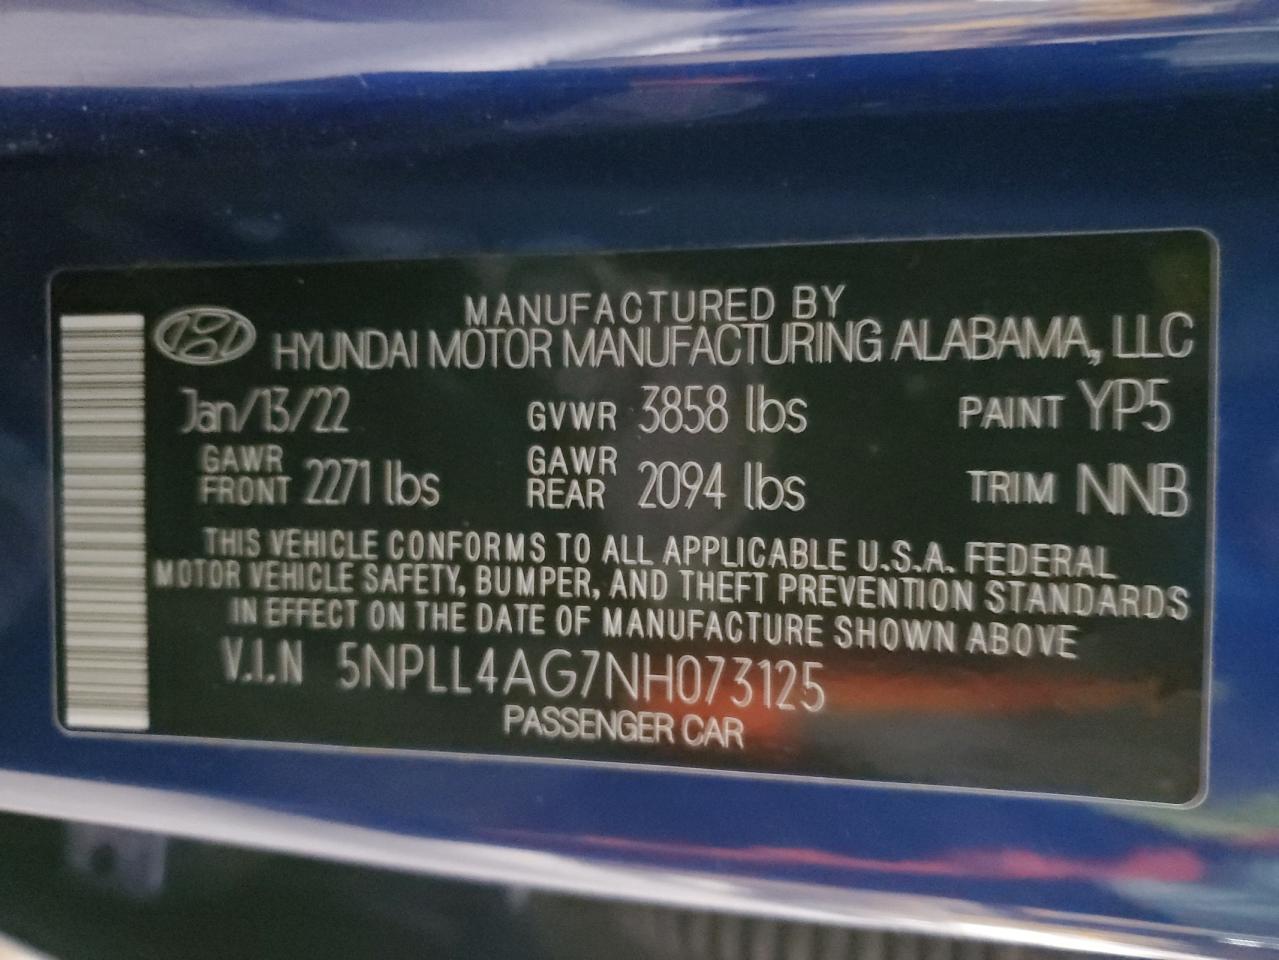 MANUFACTURED BY
HYUNDAI MOTOR MANUFACTURING ALABAMA, LLC
Jan/13/22 GVWR 3858 lbs PAINT YP5
GAWR FRONT 2271 lbs GAWR REAR 2094 lbs TRIM NNB
THIS VEHICLE CONFORMS TO ALL APPLICABLE U.S.A. FEDERAL
MOTOR VEHICLE SAFETY, BUMPER, AND THEFT PREVENTION STANDARDS
IN EFFECT ON THE DATE OF MANUFACTURE SHOWN ABOVE
V.I.N 5NPLL4AG7NH073125
PASSENGER CAR